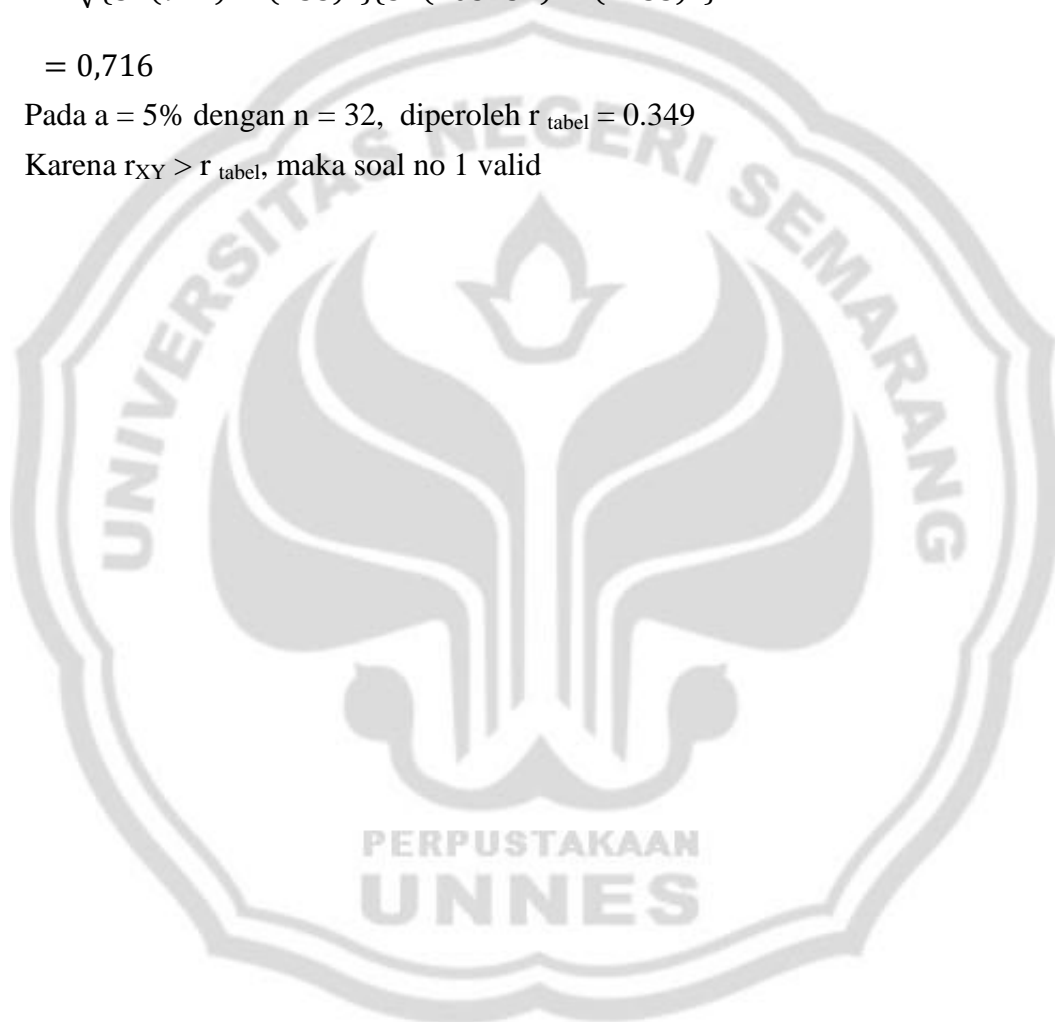 = 0,716
Pada a = 5% dengan n = 32, diperoleh r tabel = 0.349
Karena rXY > r tabel, maka soal no 1 valid
UNIVERSITAS NEGERI SEMARANG
PERPUSTAKAAN
UNNES